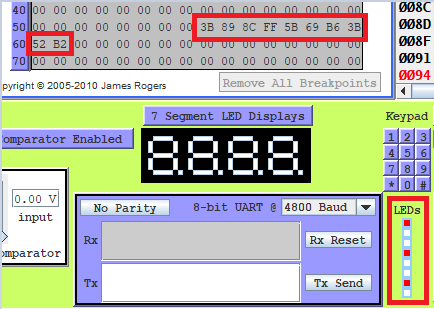 40 00 00 00 00 00 00 00 00 00 00 00 00 00 00 00 00
50 00 00 00 00 00 00 00 00 3B 89 8C FF 5B 69 B6 3B
60 52 B2 00 00 00 00 00 00 00 00 00 00 00 00 00 00
70 00 00 00 00 00 00 00 00 00 00 00 00 00 00 00 00
opyright © 2005-2010 James Rogers
Remove All Breakpoints
008C
008D
008F
0091
0094
7 Segment LED Displays
Keypad
omparator Enabled
8.8.8.8.
1 2 3
4 5 6
7 8 9
* 0 #
0.00 V
input
omparator
No Parity
8-bit UART @
4800 Baud
LEDs
Rx
Rx Reset
Tx
Tx Send